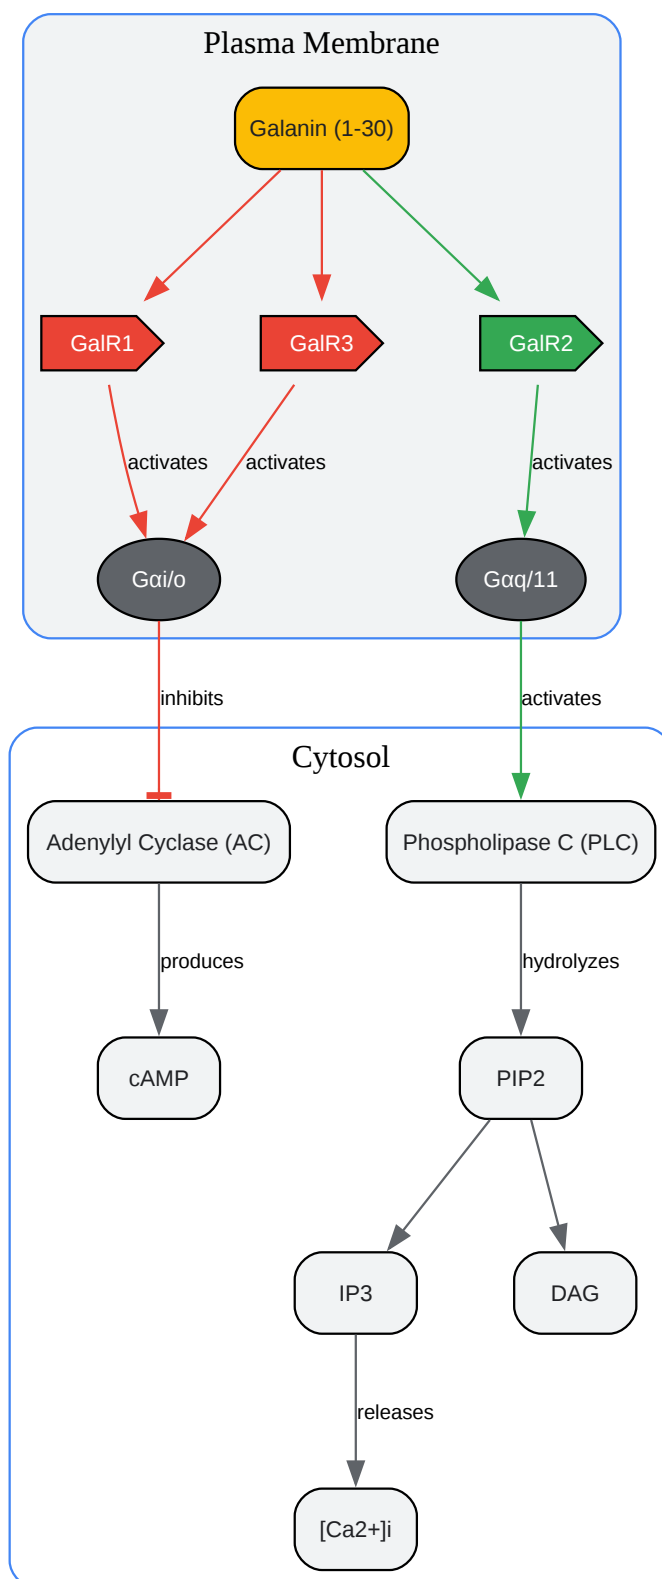 Plasma Membrane
Galanin (1-30)
GalR1
GalR3
GalR2
activates
activates
activates
Gαi/o
Gαq/11
inhibits
activates
Cytosol
Adenylyl Cyclase (AC)
Phospholipase C (PLC)
produces
hydrolyzes
cAMP
PIP2
IP3
DAG
releases
[Ca2+]i